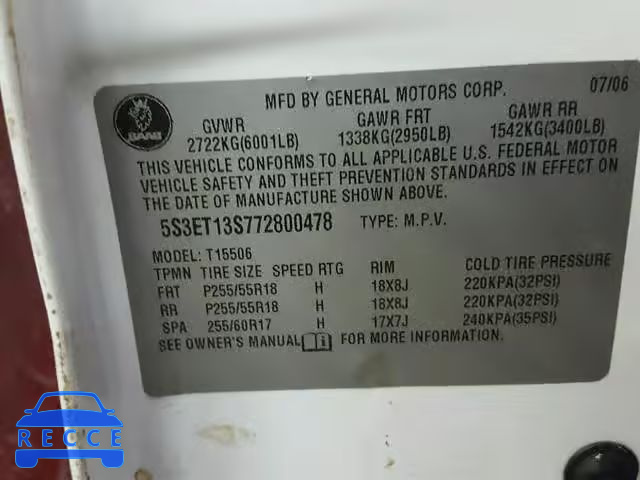 MFD BY GENERAL MOTORS CORP. 07/06
SAAB
GVWR GAWR FRT GAWR RR
2722KG(6001LB) 1338KG(2950LB) 1542KG(3400LB)
THIS VEHICLE CONFORMS TO ALL APPLICABLE U.S. FEDERAL MOTOR
VEHICLE SAFETY AND THEFT PREVENTION STANDARDS IN EFFECT ON
THE DATE OF MANUFACTURE SHOWN ABOVE.
5S3ET13S772800478 TYPE: M.P.V.
MODEL: T15506
TPMN TIRE SIZE SPEED RTG RIM COLD TIRE PRESSURE
FRT P255/55R18 H 18X8J 220KPA(32PSI)
RR P255/55R18 H 18X8J 220KPA(32PSI)
SPA 255/60R17 H 17X7J 240KPA(35PSI)
SEE OWNER'S MANUAL FOR MORE INFORMATION.
RECCE